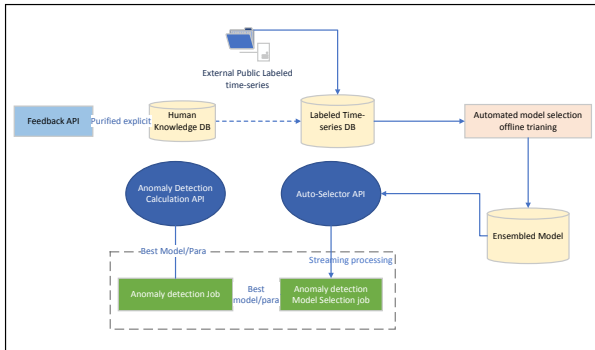 External Public Labeled
time-series
Feedback API
Purified explicit
Human
Knowledge DB
Labeled Time-
series DB
Automated model selection
offline trianing
Anomaly Detection
Calculation API
Auto-Selector API
Ensembled Model
Best Model/Para
Streaming processing
Anomaly detection Job
Best
model/para
Anomaly detection
Model Selection job